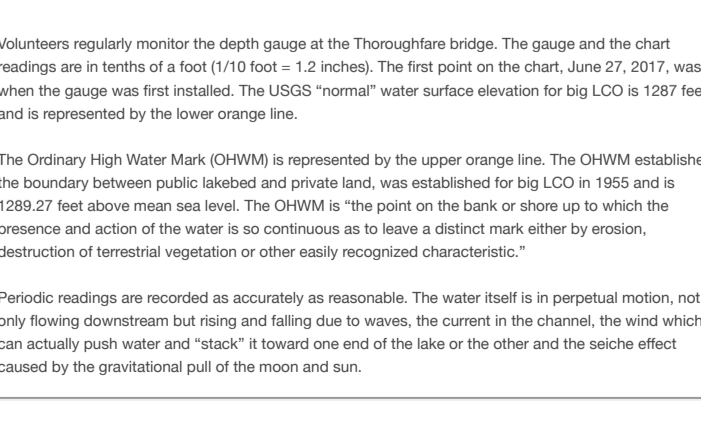 Volunteers regularly monitor the depth gauge at the Thoroughfare bridge. The gauge and the chart
readings are in tenths of a foot (1/10 foot = 1.2 inches). The first point on the chart, June 27, 2017, was
when the gauge was first installed. The USGS “normal” water surface elevation for big LCO is 1287 fee
and is represented by the lower orange line.
The Ordinary High Water Mark (OHWM) is represented by the upper orange line. The OHWM establishe
the boundary between public lakebed and private land, was established for big LCO in 1955 and is
1289.27 feet above mean sea level. The OHWM is “the point on the bank or shore up to which the
presence and action of the water is so continuous as to leave a distinct mark either by erosion,
destruction of terrestrial vegetation or other easily recognized characteristic.”
Periodic readings are recorded as accurately as reasonable. The water itself is in perpetual motion, not
only flowing downstream but rising and falling due to waves, the current in the channel, the wind which
can actually push water and “stack” it toward one end of the lake or the other and the seiche effect
caused by the gravitational pull of the moon and sun.